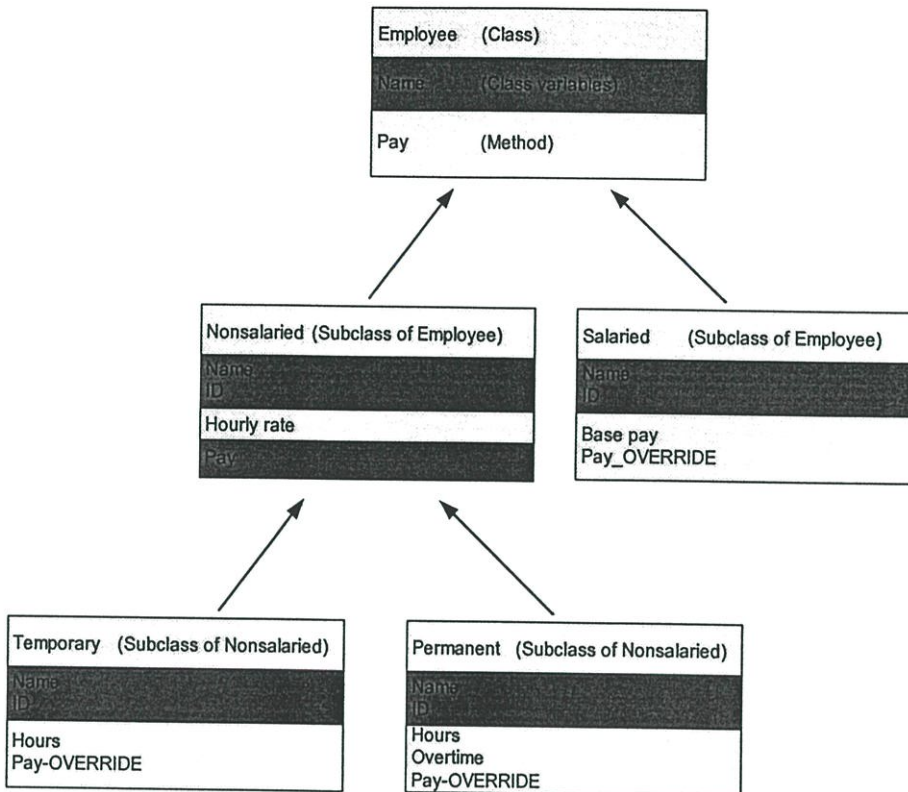 Employee (Class)
Name (Class variables)
Pay (Method)
Nonsalaried (Subclass of Employee)
Name
ID
Hourly rate
Pay
Salaried (Subclass of Employee)
Name
ID
Base pay
Pay_OVERRIDE
Temporary (Subclass of Nonsalaried)
Name
ID
Hours
Pay-OVERRIDE
Permanent (Subclass of Nonsalaried)
Name
ID
Hours
Overtime
Pay-OVERRIDE